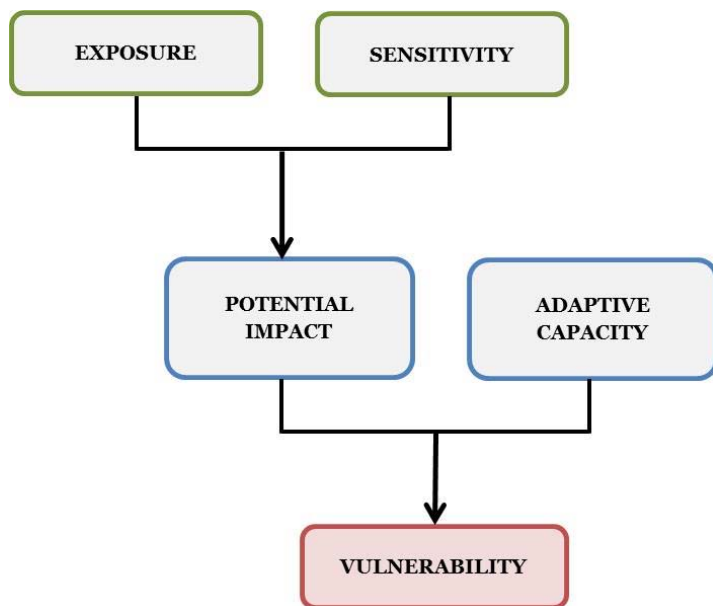 EXPOSURE
SENSITIVITY
POTENTIAL
IMPACT
ADAPTIVE
CAPACITY
VULNERABILITY